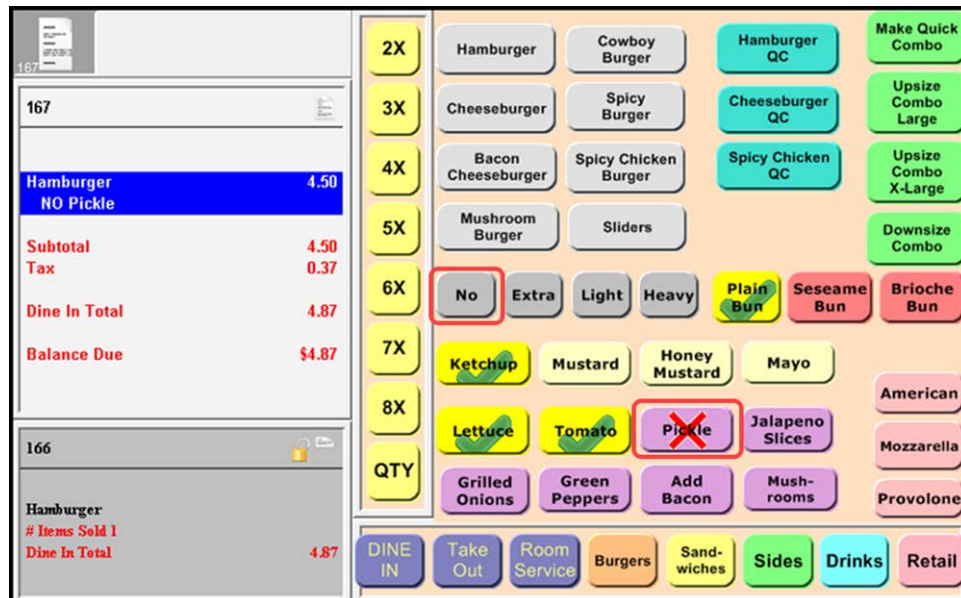 167
167
Hamburger 4.50
NO Pickle
Subtotal 4.50
Tax 0.37
Dine In Total 4.87
Balance Due $4.87
166
Hamburger
# Items Sold 1
Dine In Total 4.87
2X
3X
4X
5X
6X
7X
8X
QTY
Hamburger
Cowboy
Burger
Hamburger
QC
Make Quick
Combo
Cheeseburger
Spicy
Burger
Cheeseburger
QC
Upsize
Combo
Large
Bacon
Cheeseburger
Spicy Chicken
Burger
Spicy Chicken
QC
Upsize
Combo
X-Large
Mushroom
Burger
Sliders
Downsize
Combo
No
Extra
Light
Heavy
Plain
Bun
Seseame
Bun
Brioche
Bun
Ketchup
Mustard
Honey
Mustard
Mayo
American
Lettuce
Tomato
Pickle
Jalapeno
Slices
Mozzarella
Grilled
Onions
Green
Peppers
Add
Bacon
Mush-
rooms
Provolone
DINE
IN
Take
Out
Room
Service
Burgers
Sand-
wiches
Sides
Drinks
Retail